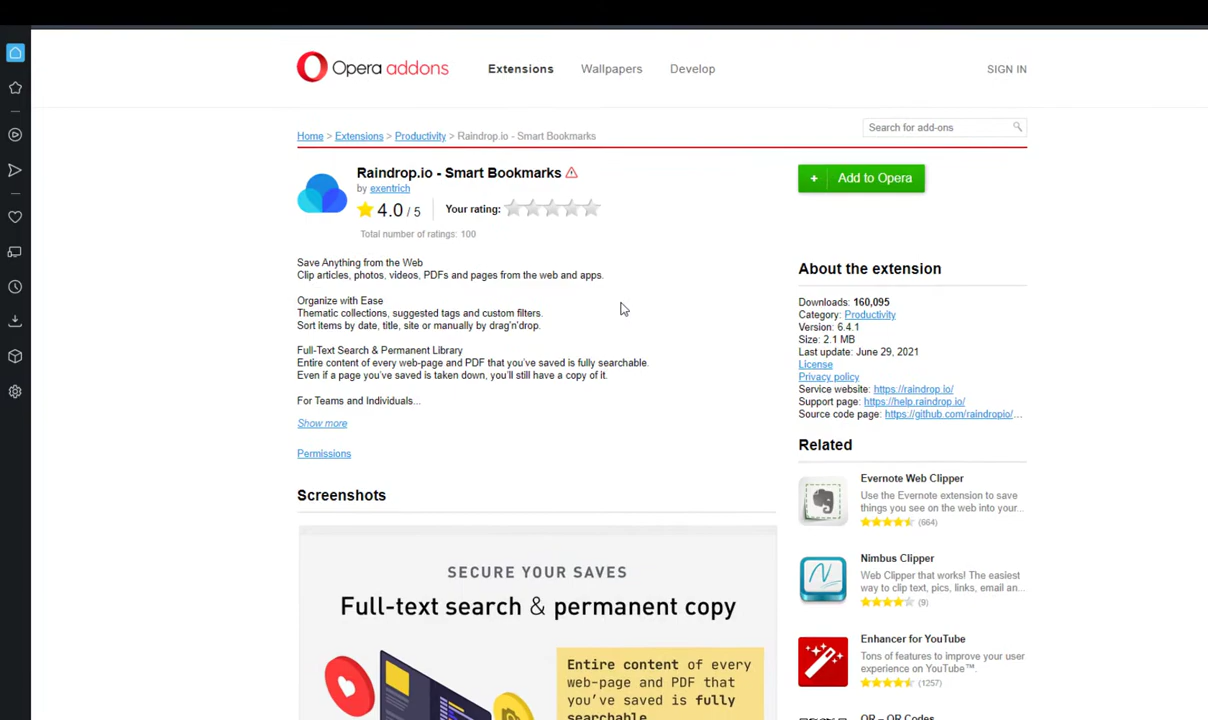 Opera addons
Extensions
Wallpapers
Develop
SIGN IN
Home > Extensions > Productivity > Raindrop.io - Smart Bookmarks
Search for add-ons
Raindrop.io - Smart Bookmarks
by exentrich
4.0 / 5
Your rating:
Total number of ratings: 100
+ Add to Opera
Save Anything from the Web
Clip articles, photos, videos, PDFs and pages from the web and apps.
Organize with Ease
Thematic collections, suggested tags and custom filters.
Sort items by date, title, site or manually by drag'n'drop.
Full-Text Search & Permanent Library
Entire content of every web-page and PDF that you've saved is fully searchable.
Even if a page you've saved is taken down, you'll still have a copy of it.
For Teams and Individuals...
Show more
Permissions
Screenshots
SECURE YOUR SAVES
Full-text search & permanent copy
Entire content of every
web-page and PDF that
you've saved is fully
searchable
About the extension
Downloads: 160,095
Category: Productivity
Version: 6.4.1
Size: 2.1 MB
Last update: June 29, 2021
License
Privacy policy
Service website: https://raindrop.io/
Support page: https://help.raindrop.io/
Source code page: https://github.com/raindropio/...
Related
Evernote Web Clipper
Use the Evernote extension to save
things you see on the web into your...
(664)
Nimbus Clipper
Web Clipper that works! The easiest
way to clip text, pics, links, email an...
(9)
Enhancer for YouTube
Tons of features to improve your user
experience on YouTube™.
(1257)
QR – QR Codes